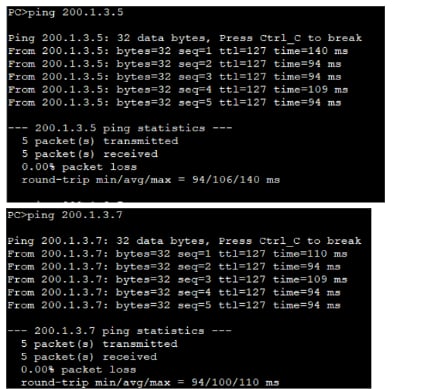 PC>ping 200.1.3.5
Ping 200.1.3.5: 32 data bytes, Press Ctrl_C to break
From 200.1.3.5: bytes=32 seq=1 ttl=127 time=140 ms
From 200.1.3.5: bytes=32 seq=2 ttl=127 time=94 ms
From 200.1.3.5: bytes=32 seq=3 ttl=127 time=94 ms
From 200.1.3.5: bytes=32 seq=4 ttl=127 time=109 ms
From 200.1.3.5: bytes=32 seq=5 ttl=127 time=94 ms
--- 200.1.3.5 ping statistics ---
5 packet(s) transmitted
5 packet(s) received
0.00% packet loss
round-trip min/avg/max = 94/106/140 ms
PC>ping 200.1.3.7
Ping 200.1.3.7: 32 data bytes, Press Ctrl_C to break
From 200.1.3.7: bytes=32 seq=1 ttl=127 time=110 ms
From 200.1.3.7: bytes=32 seq=2 ttl=127 time=94 ms
From 200.1.3.7: bytes=32 seq=3 ttl=127 time=109 ms
From 200.1.3.7: bytes=32 seq=4 ttl=127 time=94 ms
From 200.1.3.7: bytes=32 seq=5 ttl=127 time=94 ms
--- 200.1.3.7 ping statistics ---
5 packet(s) transmitted
5 packet(s) received
0.00% packet loss
round-trip min/avg/max = 94/100/110 ms